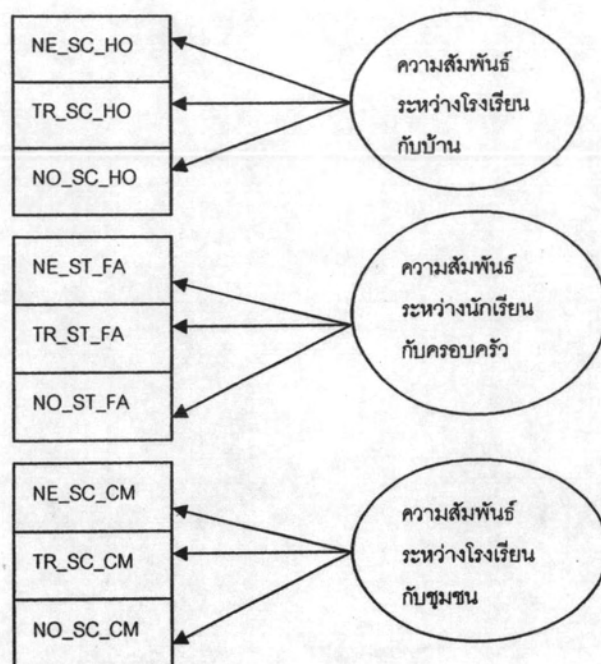 NE_SC_HO
TR_SC_HO
NO_SC_HO
ความสัมพันธ์
ระหว่างโรงเรียน
กับบ้าน
NE_ST_FA
TR_ST_FA
NO_ST_FA
ความสัมพันธ์
ระหว่างนักเรียน
กับครอบครัว
NE_SC_CM
TR_SC_CM
NO_SC_CM
ความสัมพันธ์
ระหว่างโรงเรียน
กับชุมชน